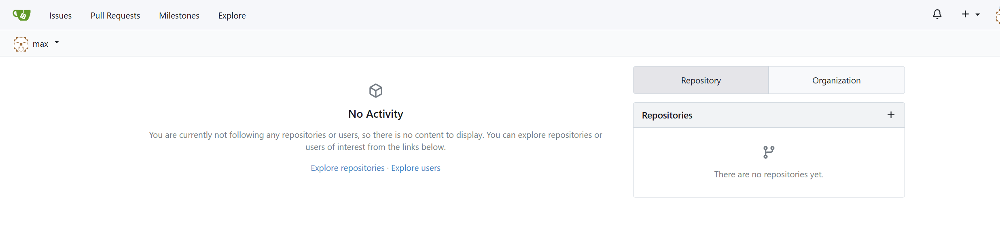 Issues
Pull Requests
Milestones
Explore
max
No Activity
You are currently not following any repositories or users, so there is no content to display. You can explore repositories or
users of interest from the links below.
Explore repositories · Explore users
Repository
Organization
Repositories
There are no repositories yet.